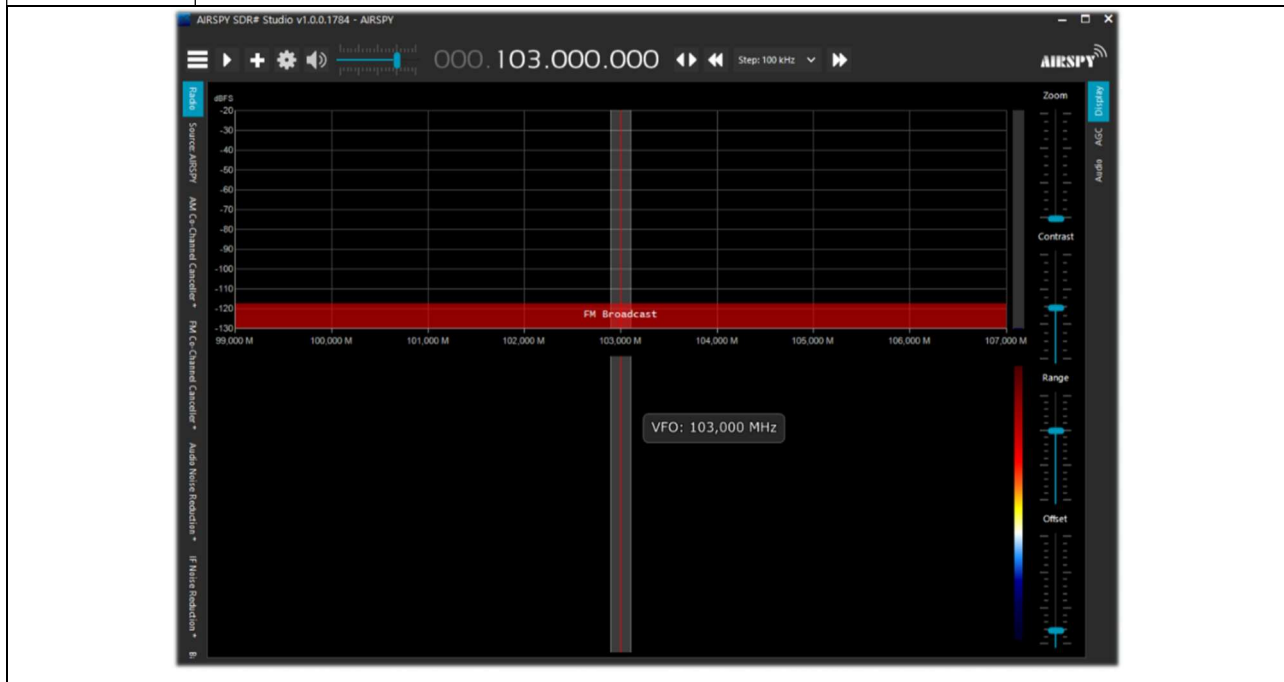 AIRSPY SDR# Studio v1.0.0.1784 - AIRSPY
000.103.000.000
Step: 100 kHz
AIRSPY
Radio
Source: AIRSPY
AM Co-Channel Canceller *
FM Co-Channel Canceller *
Audio Noise Reduction *
IF Noise Reduction *
dBFS
-20
-30
-40
-50
-60
-70
-80
-90
-100
-110
-120
-130
FM Broadcast
99,000 M 100,000 M 101,000 M 102,000 M 103,000 M 104,000 M 105,000 M 106,000 M 107,000 M
VFO: 103,000 MHz
Zoom
Contrast
Range
Offset
Display
AGC
Audio